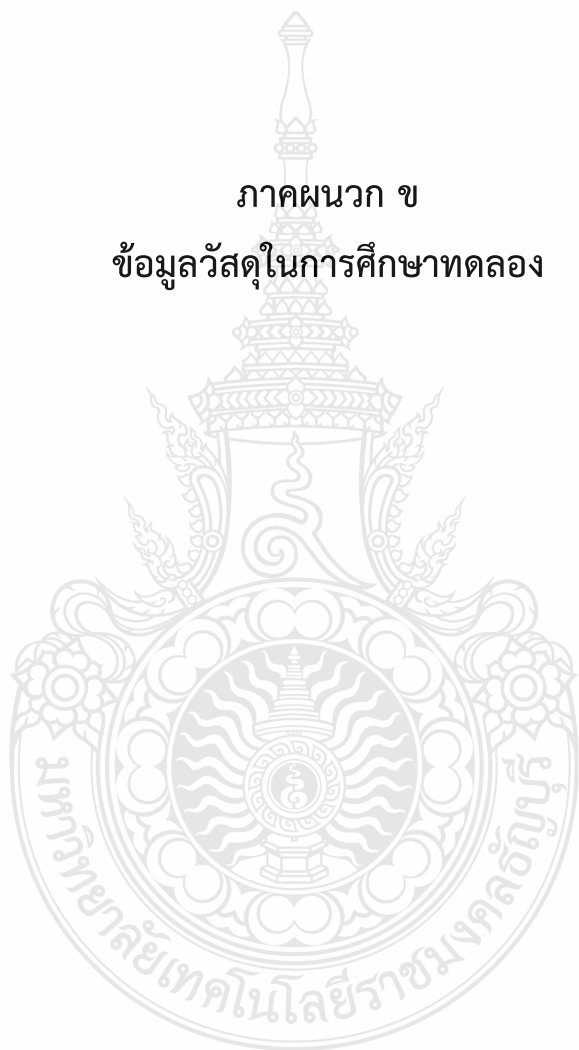 ภาคผนวก ข
ข้อมูลวัสดุในการศึกษาทดลอง
มหาวิทยาลัยเทคโนโลยีราชมงคลธัญบุรี